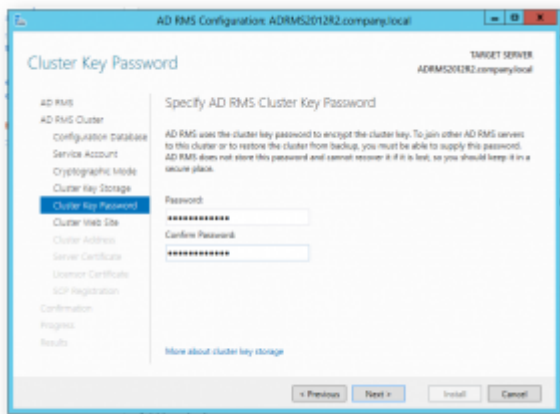 AD RMS Configuration: ADRMS2012R2.company.local
Cluster Key Password
TARGET SERVER
ADRMS2012R2.company.local
AD RMS
AD RMS Cluster
Configuration Database
Service Account
Cryptographic Mode
Cluster Key Storage
Cluster Key Password
Cluster Web Site
Cluster Address
Server Certificate
Licensor Certificate
SCP Registration
Confirmation
Progress
Results
Specify AD RMS Cluster Key Password
AD RMS uses the cluster key password to encrypt the cluster key. To join other AD RMS servers
to this cluster or to restore the cluster from backup, you must be able to supply this password.
AD RMS does not store this password and cannot recover it if it is lost, so you should keep it in a
secure place.
Password:
••••••••••••
Confirm Password:
••••••••••••
More about cluster key storage
< Previous
Next >
Install
Cancel